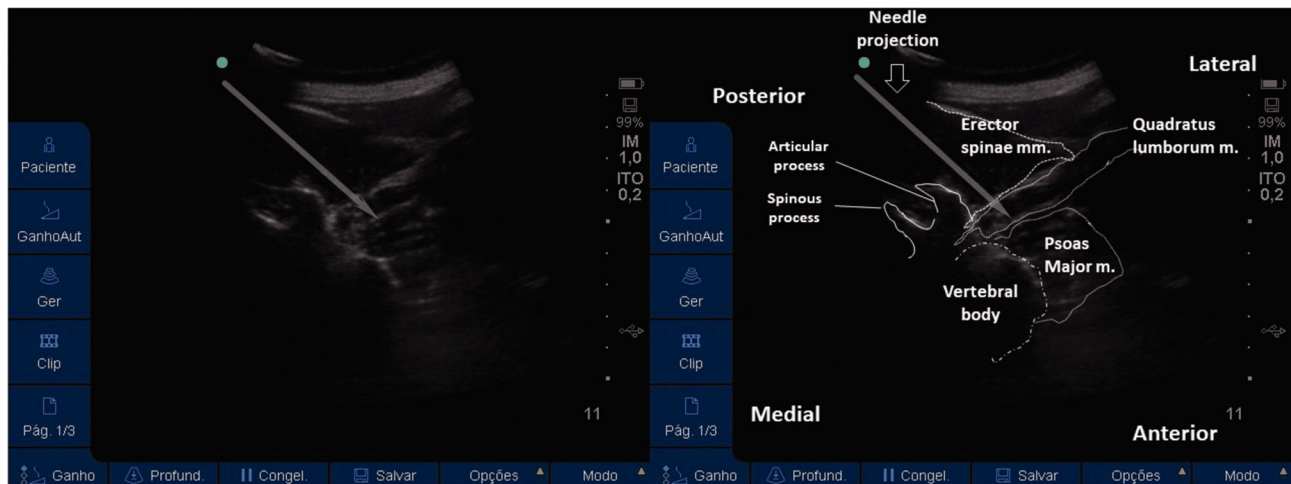 99%
IM
1,0
ITO
0,2
Paciente
GanhoAut
Ger
Clip
Pág. 1/3
11
Ganho
Profund.
Congel.
Salvar
Opções
Modo
Needle
projection
Lateral
Posterior
Erector
spinae mm.
Quadratus
lumborum m.
Articular
process
Spinous
process
Psoas
Major m.
Vertebral
body
Medial
Anterior
99%
IM
1,0
ITO
0,2
Paciente
GanhoAut
Ger
Clip
Pág. 1/3
11
Ganho
Profund.
Congel.
Salvar
Opções
Modo